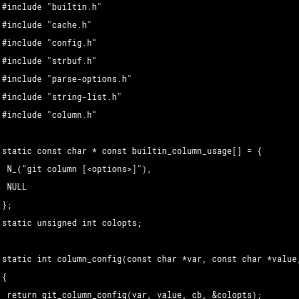 #include "builtin.h"
#include "cache.h"
#include "config.h"
#include "strbuf.h"
#include "parse-options.h"
#include "string-list.h"
#include "column.h"
static const char * const builtin_column_usage[] = {
N_("git column [<options>]"),
NULL
};
static unsigned int colopts;
static int column_config(const char *var, const char *value,
{
return git_column_config(var, value, cb, &colopts);